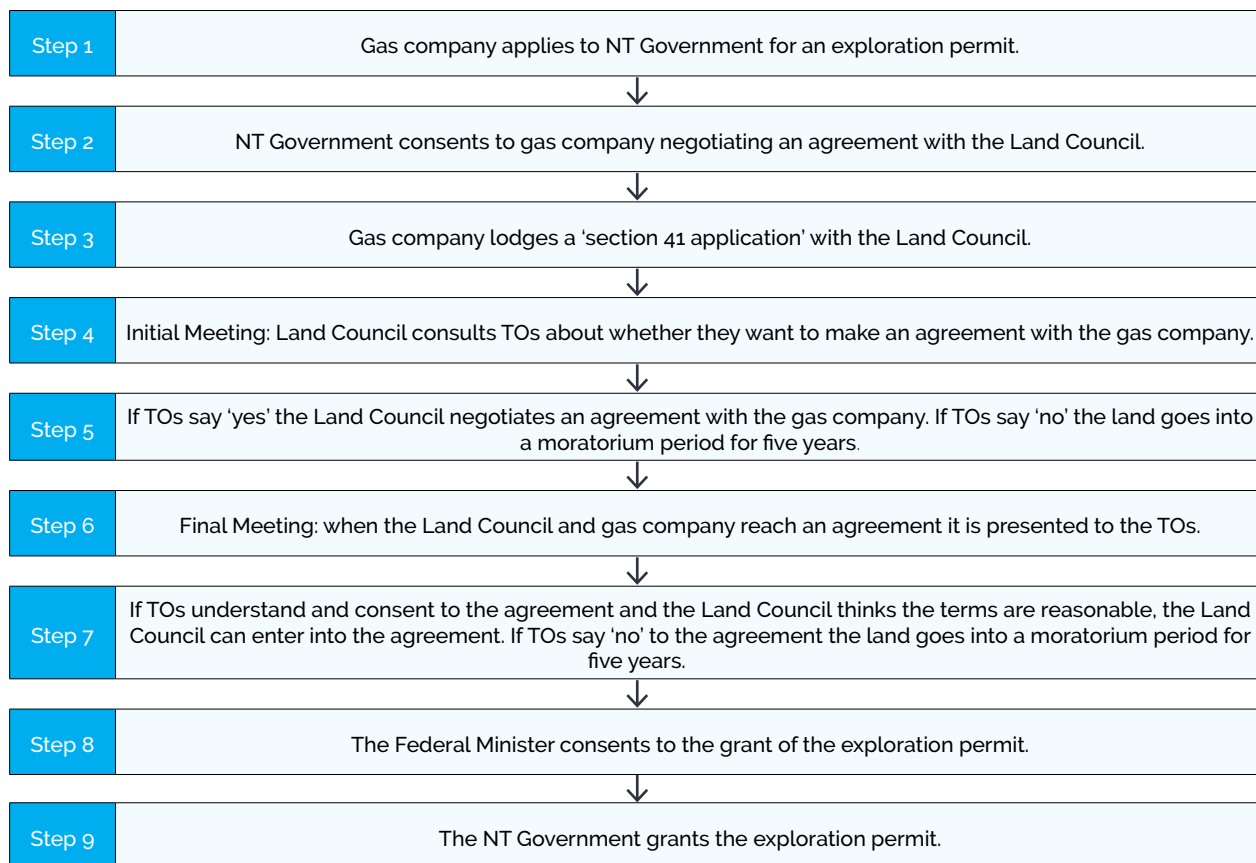 Step 1
Gas company applies to NT Government for an exploration permit.
Step 2
NT Government consents to gas company negotiating an agreement with the Land Council.
Step 3
Gas company lodges a ‘section 41 application’ with the Land Council.
Step 4
Initial Meeting: Land Council consults TOs about whether they want to make an agreement with the gas company.
Step 5
If TOs say ‘yes’ the Land Council negotiates an agreement with the gas company. If TOs say ‘no’ the land goes into
a moratorium period for five years.
Step 6
Final Meeting: when the Land Council and gas company reach an agreement it is presented to the TOs.
Step 7
If TOs understand and consent to the agreement and the Land Council thinks the terms are reasonable, the Land
Council can enter into the agreement. If TOs say ‘no’ to the agreement the land goes into a moratorium period for
five years.
Step 8
The Federal Minister consents to the grant of the exploration permit.
Step 9
The NT Government grants the exploration permit.